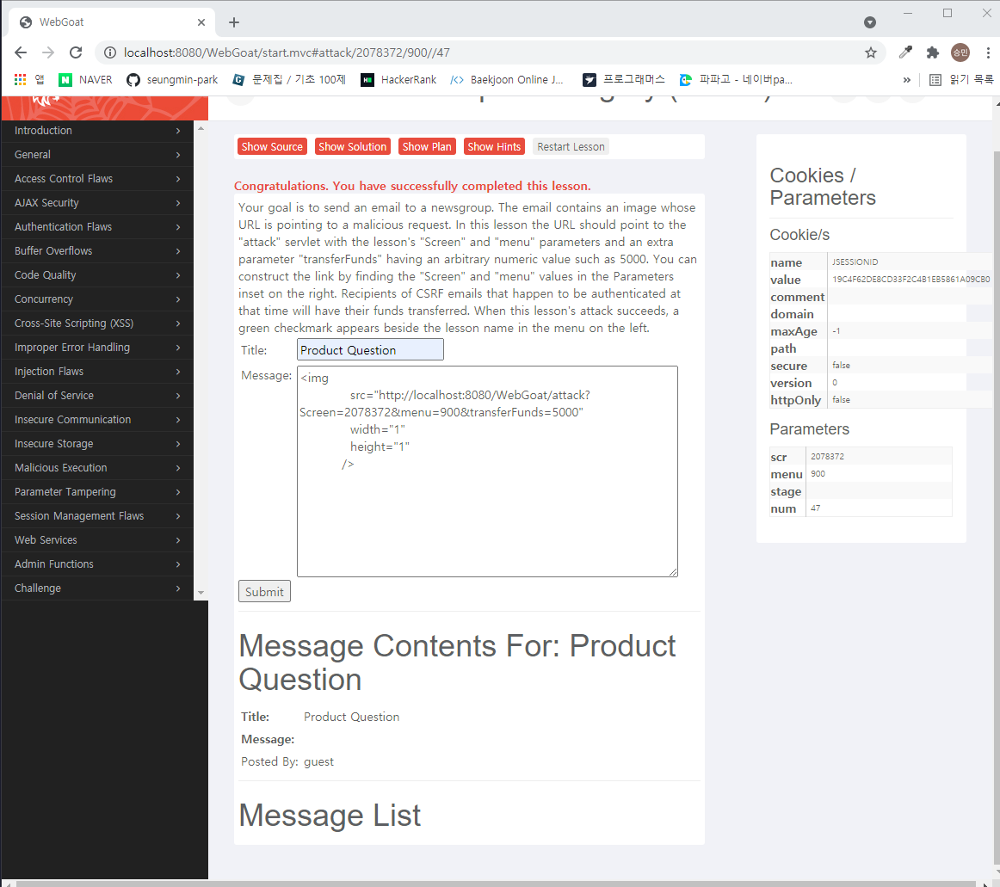 WebGoat
localhost:8080/WebGoat/start.mvc#attack/2078372/900//47
승민
앱 NAVER seungmin-park 문제집 / 기초 100제 HackerRank Baekjoon Online J... 프로그래머스 파파고 - 네이버pa... » 읽기 목록
Introduction
General
Access Control Flaws
AJAX Security
Authentication Flaws
Buffer Overflows
Code Quality
Concurrency
Cross-Site Scripting (XSS)
Improper Error Handling
Injection Flaws
Denial of Service
Insecure Communication
Insecure Storage
Malicious Execution
Parameter Tampering
Session Management Flaws
Web Services
Admin Functions
Challenge
Show Source Show Solution Show Plan Show Hints Restart Lesson
Congratulations. You have successfully completed this lesson.
Your goal is to send an email to a newsgroup. The email contains an image whose
URL is pointing to a malicious request. In this lesson the URL should point to the
"attack" servlet with the lesson's "Screen" and "menu" parameters and an extra
parameter "transferFunds" having an arbitrary numeric value such as 5000. You can
construct the link by finding the "Screen" and "menu" values in the Parameters
inset on the right. Recipients of CSRF emails that happen to be authenticated at
that time will have their funds transferred. When this lesson's attack succeeds, a
green checkmark appears beside the lesson name in the menu on the left.
Title: Product Question
Message: <img
src="http://localhost:8080/WebGoat/attack?
Screen=2078372&menu=900&transferFunds=5000"
width="1"
height="1"
/>
Submit
Message Contents For: Product
Question
Title: Product Question
Message:
Posted By: guest
Message List
Cookies /
Parameters
Cookie/s
name JSESSIONID
value 19C4F62DE8CD33F2C4B1EB5861A09CB0
comment
domain
maxAge -1
path
secure false
version 0
httpOnly false
Parameters
scr 2078372
menu 900
stage
num 47